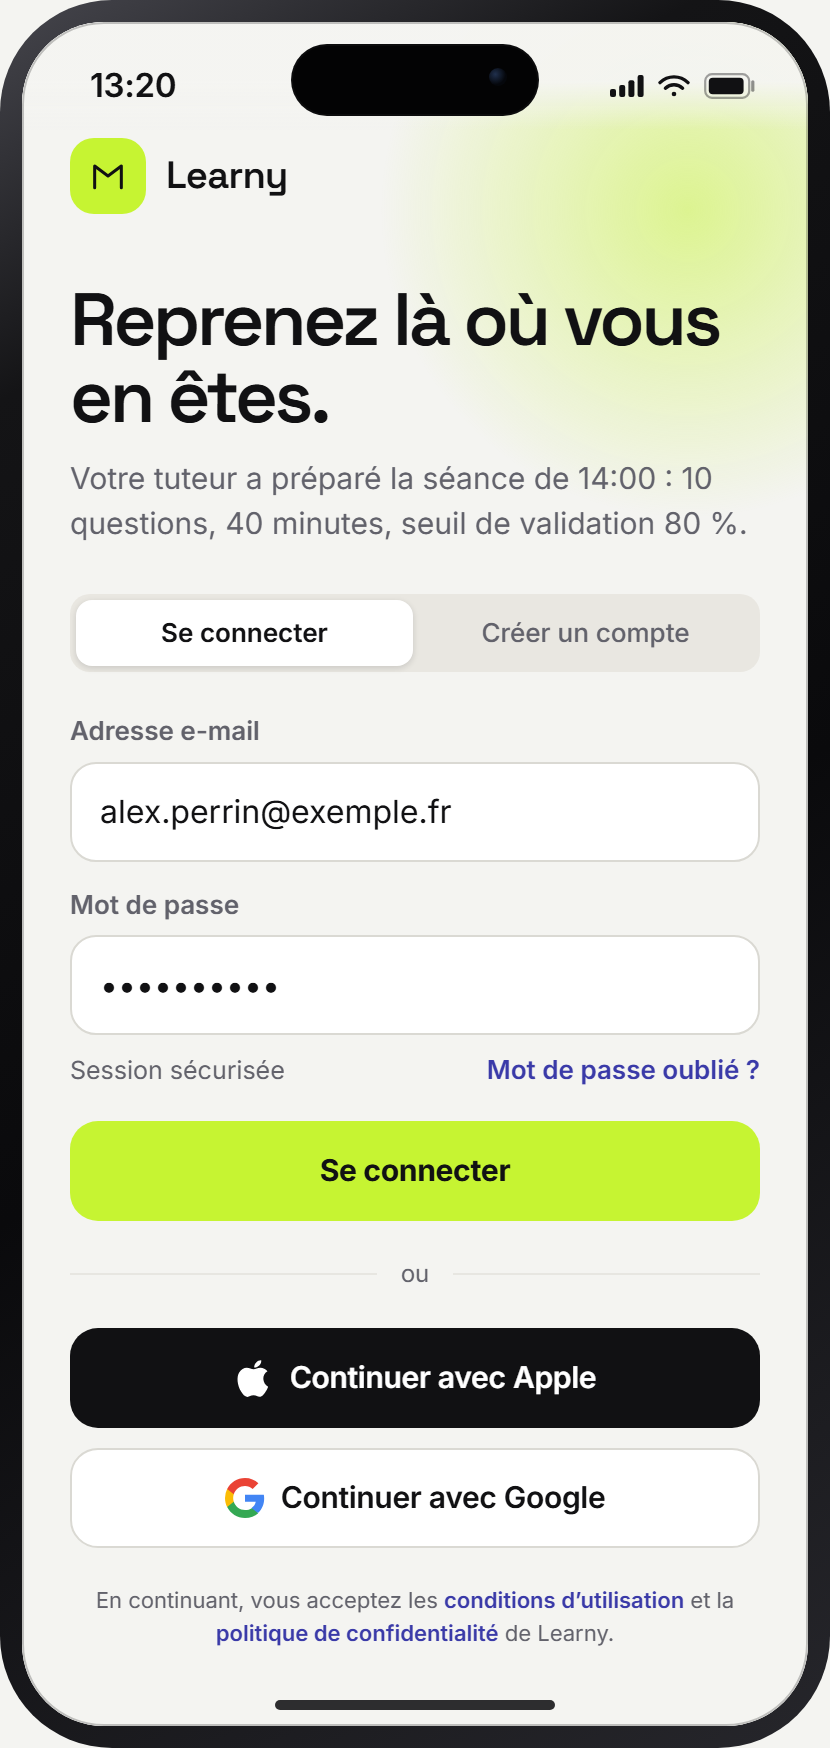 13:20
Learny
Reprenez là où vous
en êtes.
Votre tuteur a préparé la séance de 14:00 : 10
questions, 40 minutes, seuil de validation 80 %.
Se connecter
Créer un compte
Adresse e-mail
alex.perrin@exemple.fr
Mot de passe
••••••••••
Session sécurisée
Mot de passe oublié ?
Se connecter
ou
Continuer avec Apple
Continuer avec Google
En continuant, vous acceptez les conditions d’utilisation et la
politique de confidentialité de Learny.